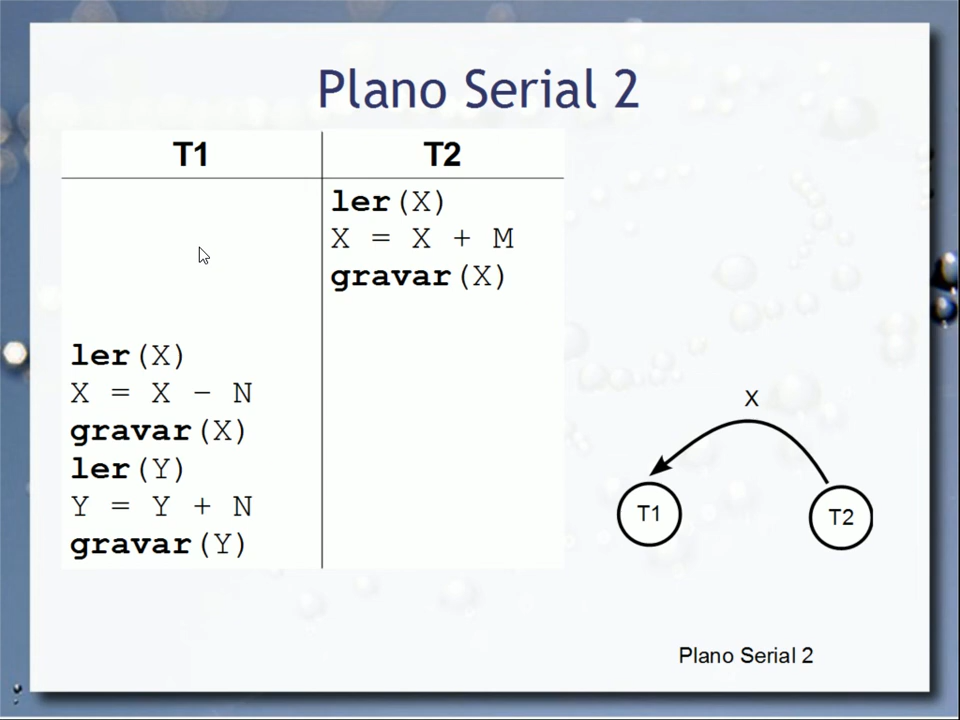 Plano Serial 2
T1
T2
ler(X)
X = X + M
gravar(X)
ler(X)
X = X - N
gravar(X)
ler(Y)
Y = Y + N
gravar(Y)
X
T1
T2
Plano Serial 2